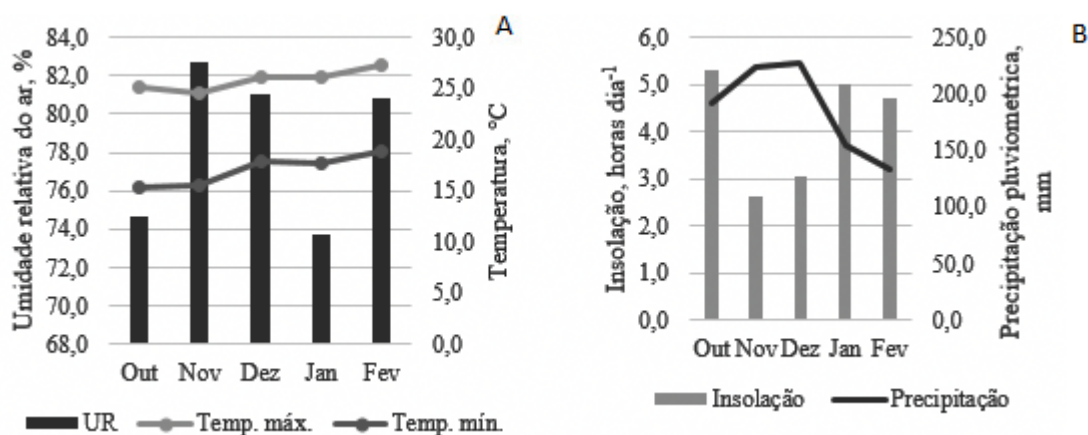 A
84,0
82,0
80,0
78,0
76,0
74,0
72,0
70,0
68,0
Umidade relativa do ar, %
30,0
25,0
20,0
15,0
10,0
5,0
0,0
Temperatura, °C
Out Nov Dez Jan Fev
UR Temp. máx. Temp. mín.
B
6,0
5,0
4,0
3,0
2,0
1,0
0,0
Insolação, horas dia⁻¹
250,0
200,0
150,0
100,0
50,0
0,0
Precipitação pluviometrica,
mm
Out Nov Dez Jan Fev
Insolação Precipitação